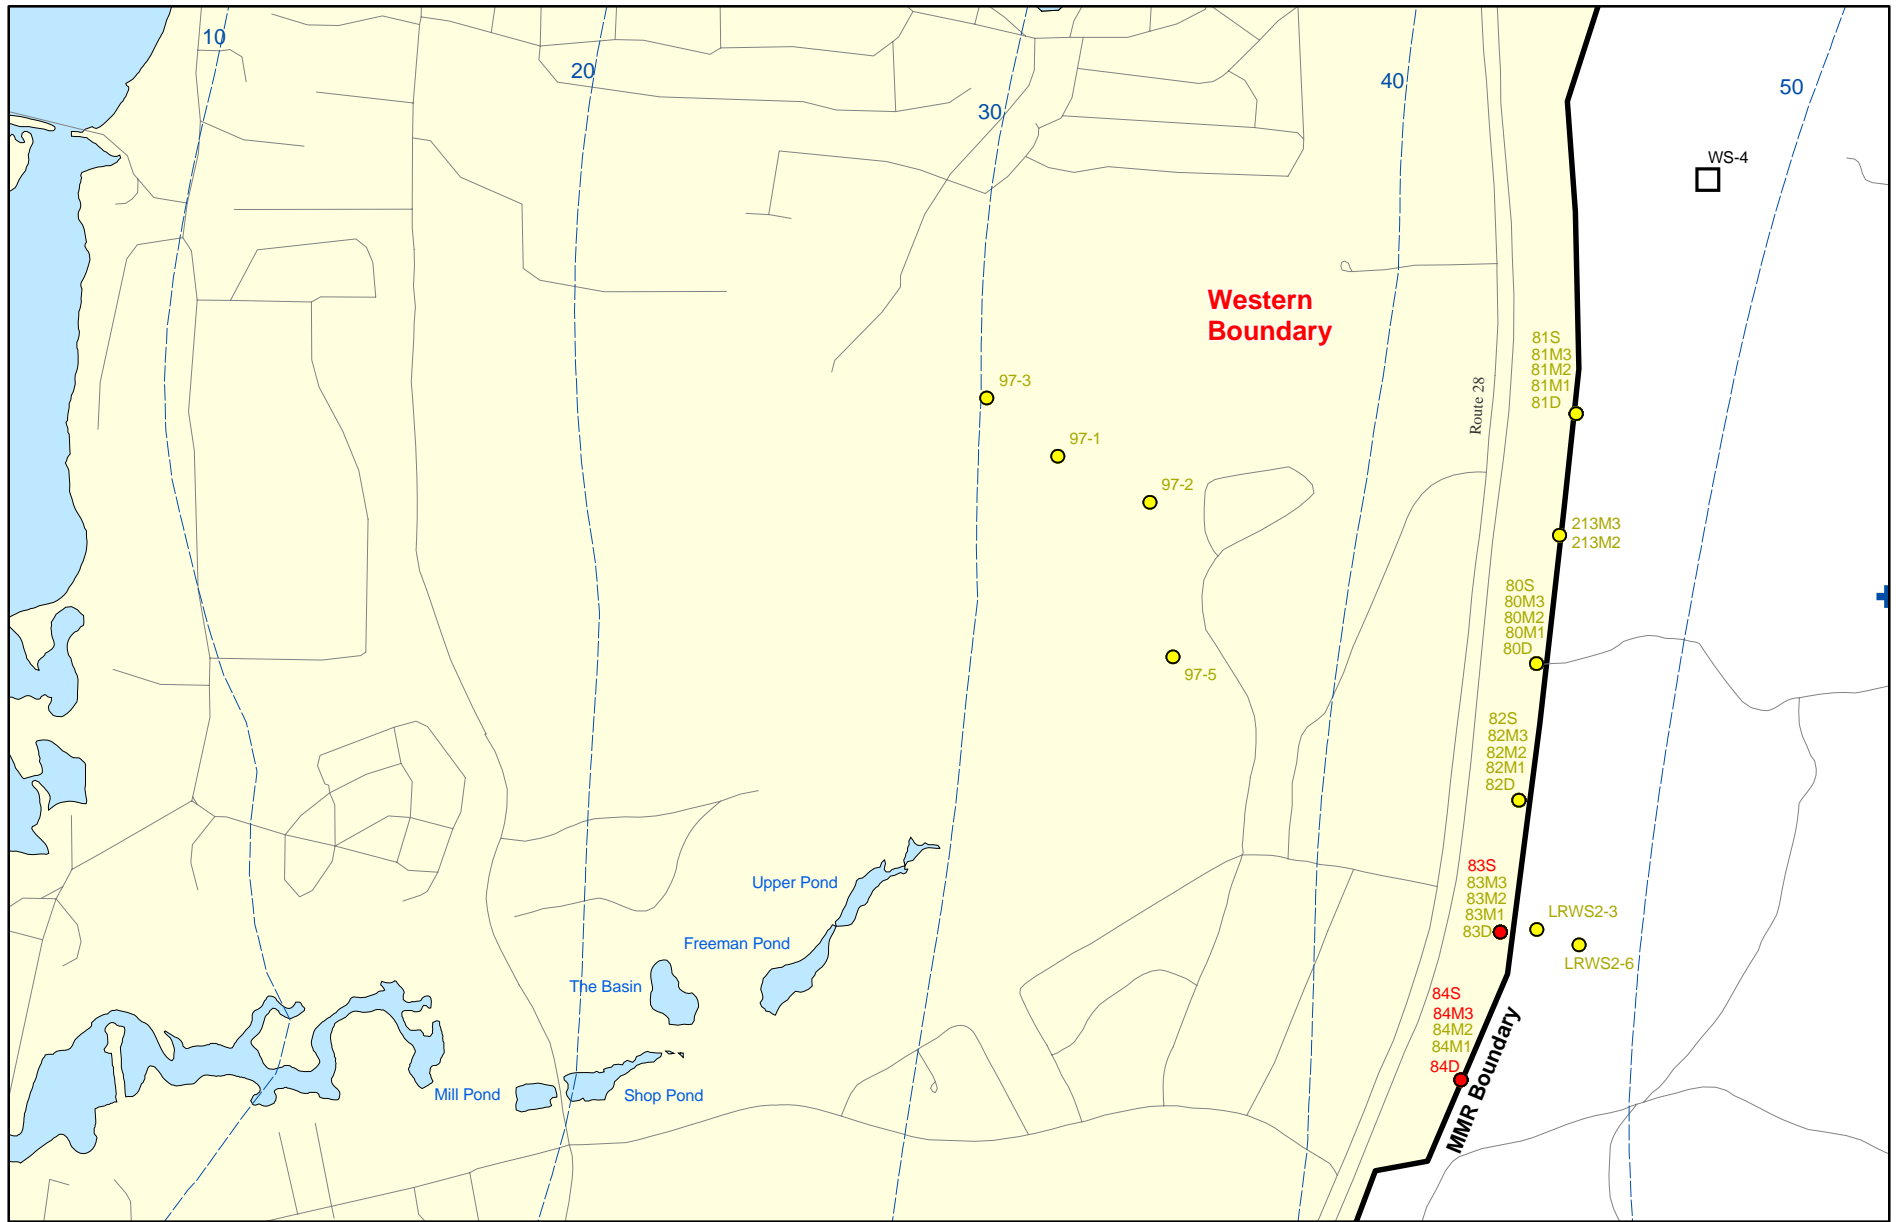 10
20
30
40
50
WS-4
Western
Boundary
Route 28
81S
81M3
81M2
81M1
81D
97-3
97-1
97-2
213M3
213M2
80S
80M3
80M2
80M1
80D
97-5
82S
82M3
82M2
82M1
82D
83S
83M3
83M2
83M1
83D
LRWS2-3
LRWS2-6
Upper Pond
Freeman Pond
The Basin
84S
84M3
84M2
84M1
84D
MMR Boundary
Mill Pond
Shop Pond